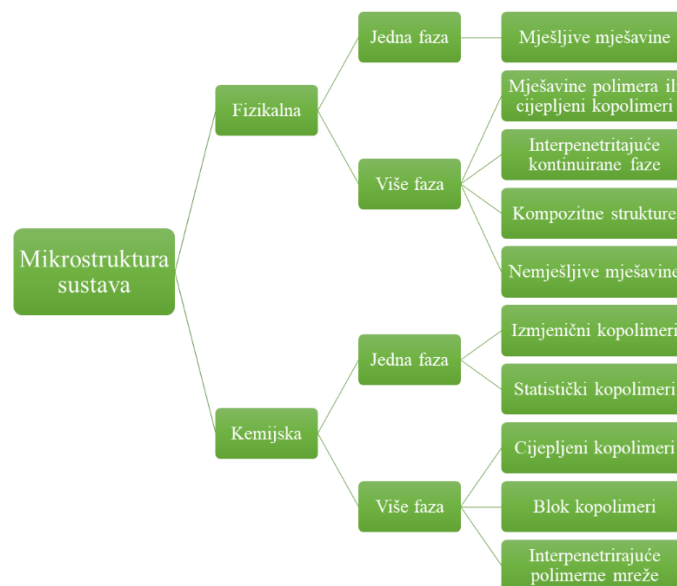 Mikrostruktura
sustava
Fizikalna
Jedna faza
Mješljive mješavine
Više faza
Mješavine polimera ili
cijepljeni kopolimeri
Interpenetritajuće
kontinuirane faze
Kompozitne strukture
Nemješljive mješavine
Kemijska
Jedna faza
Izmjenični kopolimeri
Statistički kopolimeri
Više faza
Cijepljeni kopolimeri
Blok kopolimeri
Interpenetrirajuće
polimerne mreže